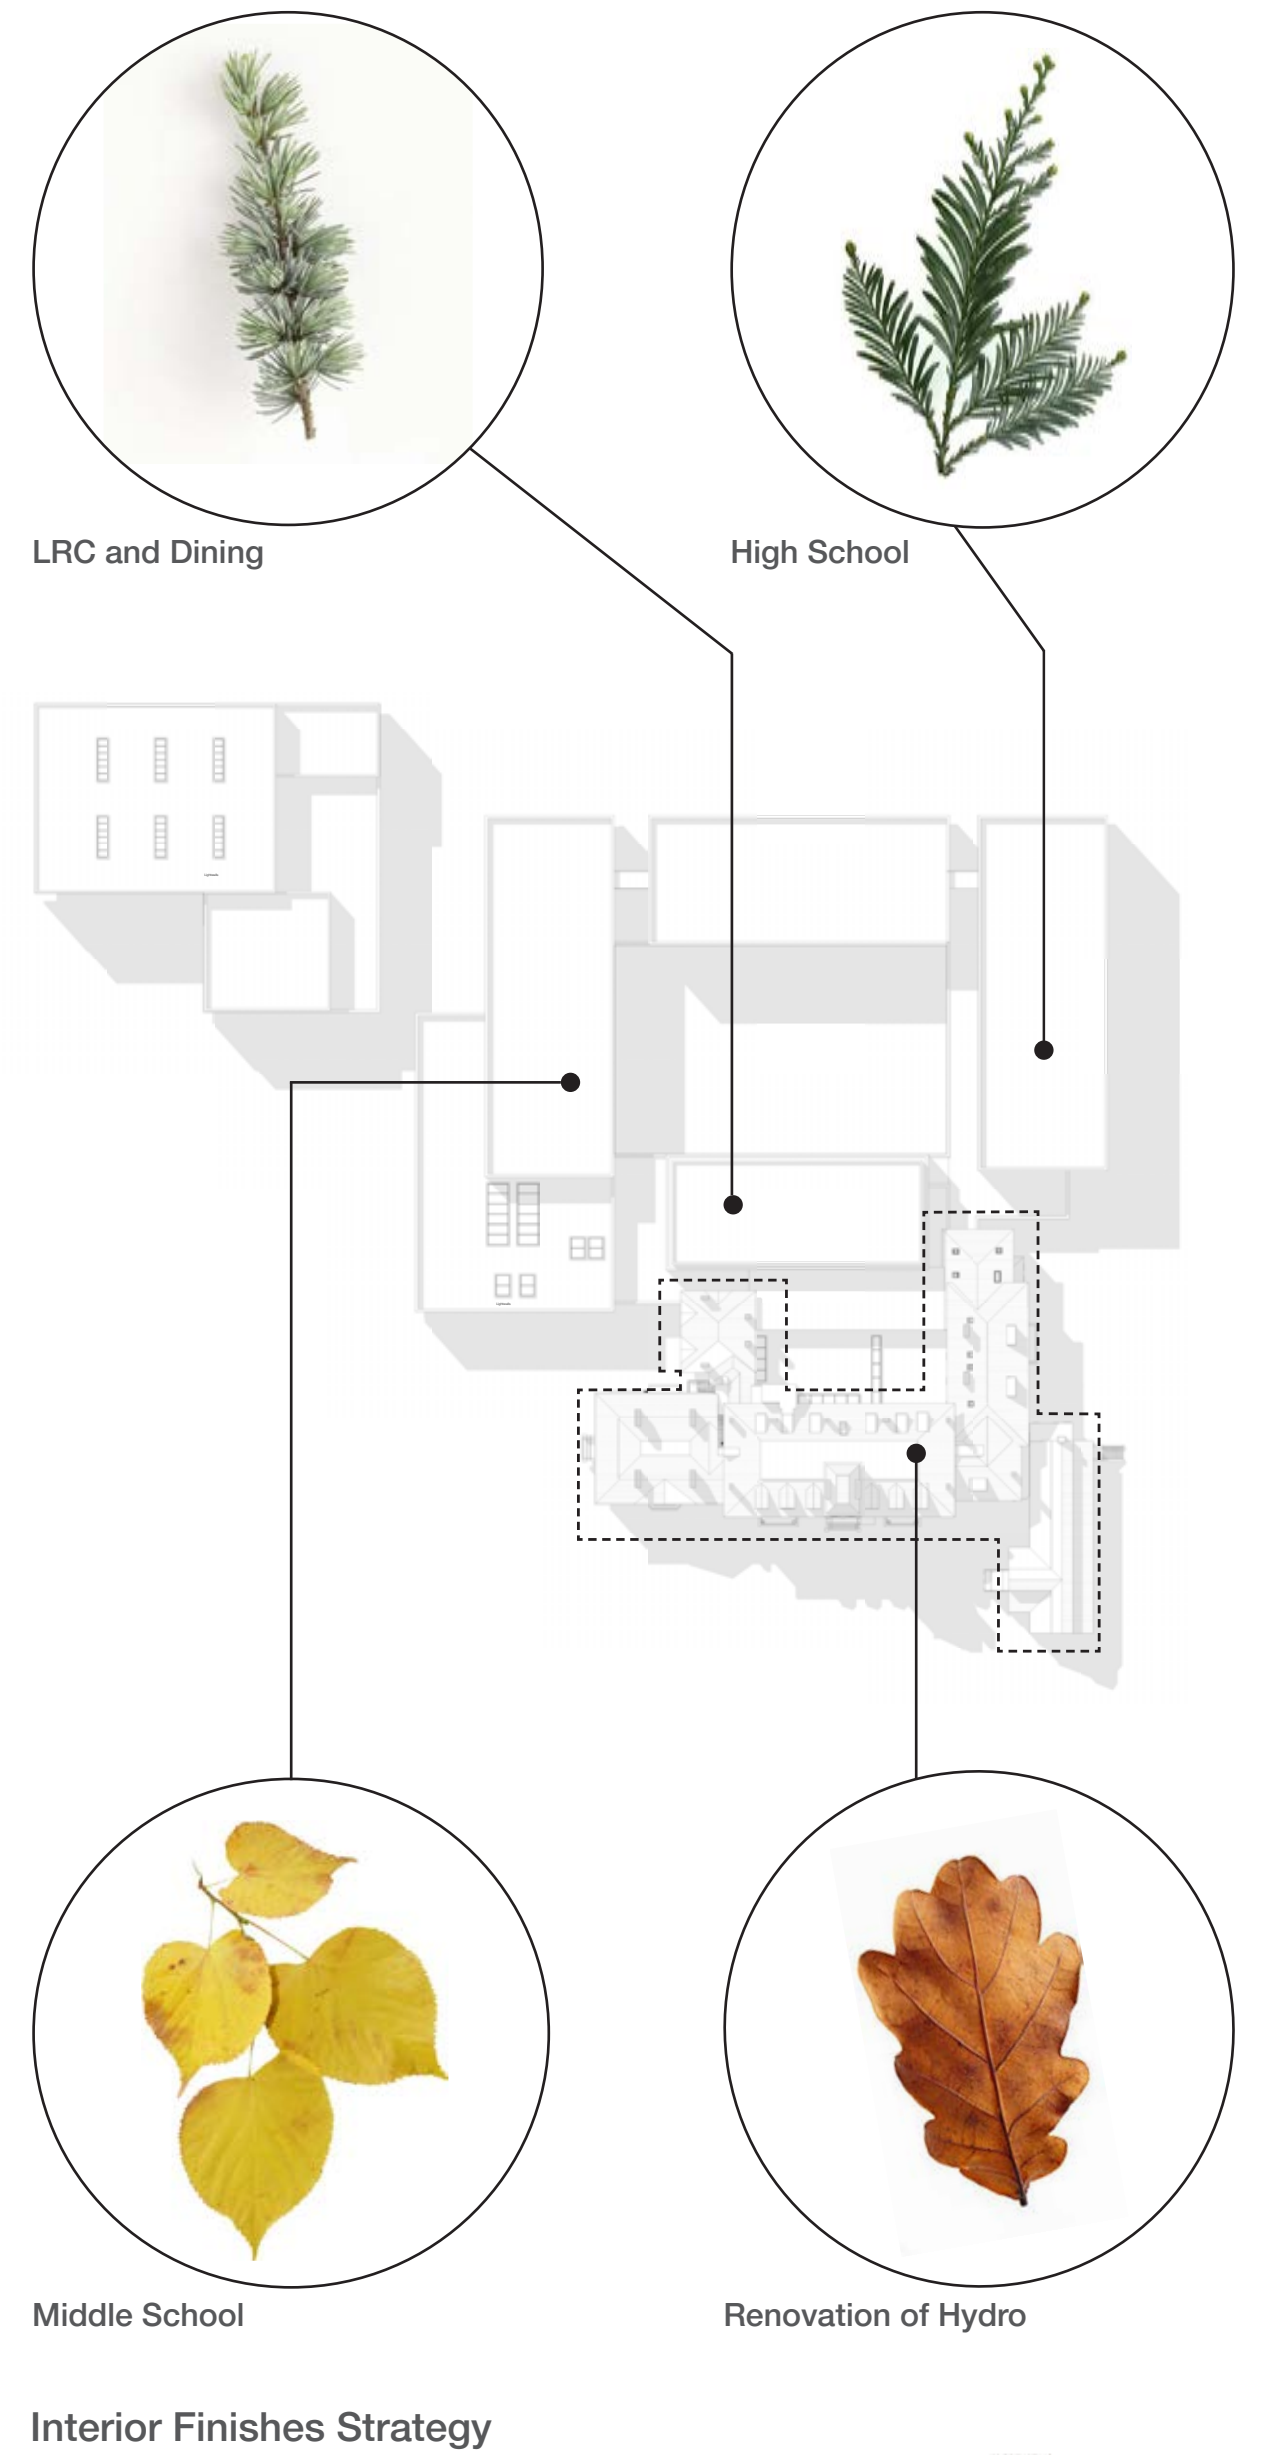 LRC and Dining
High School
Middle School
Renovation of Hydro
Interior Finishes Strategy